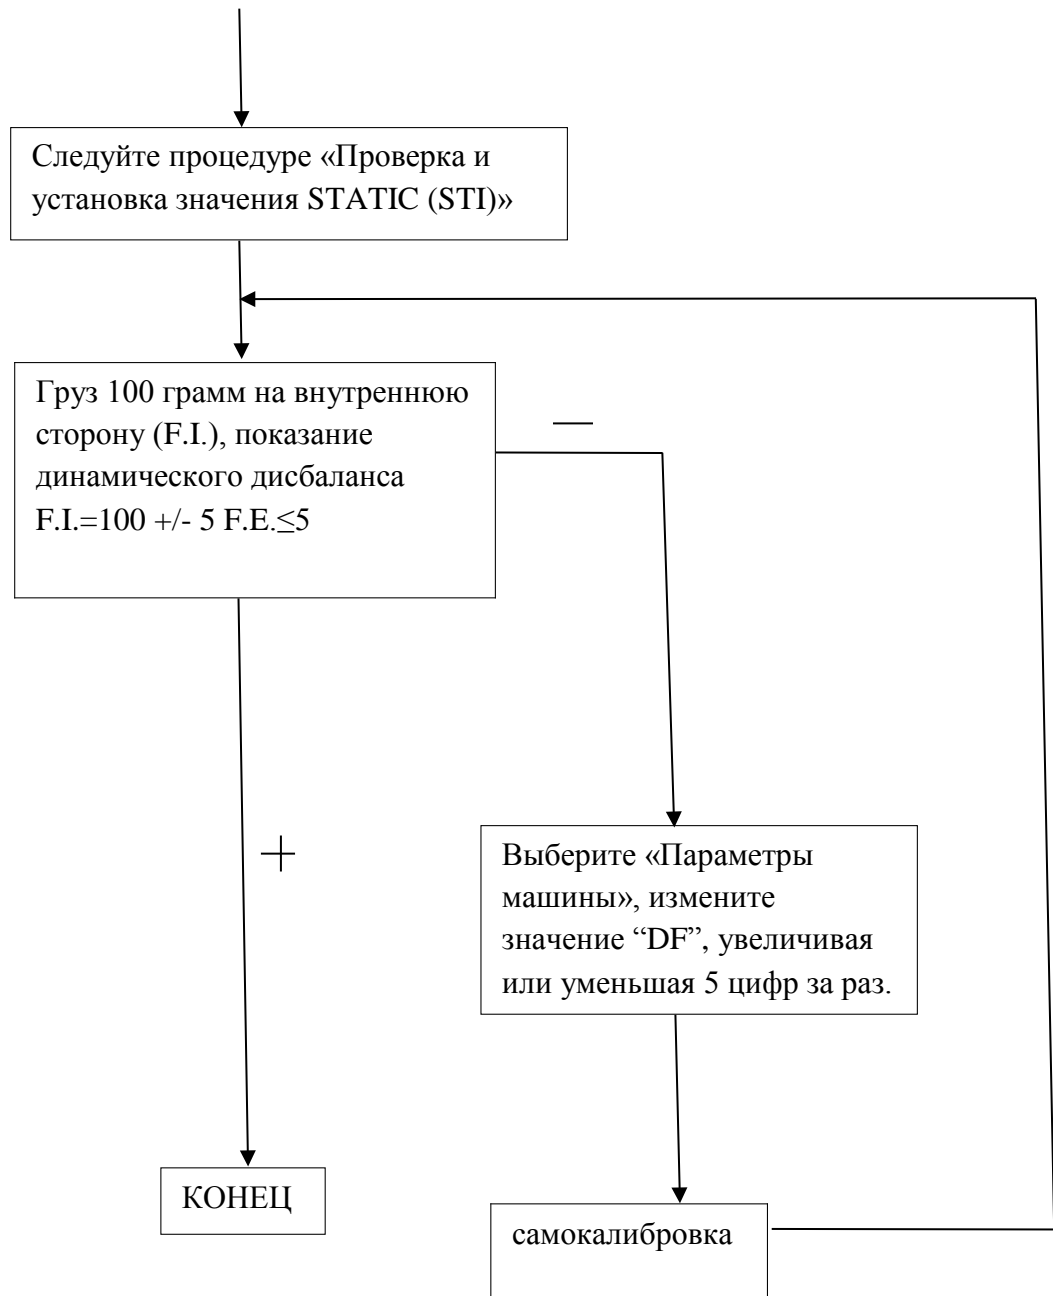 Следуйте процедуре «Проверка и
установка значения STATIC (STI)»
Груз 100 грамм на внутреннюю
сторону (F.I.), показание
динамического дисбаланса
F.I.=100 +/- 5 F.E.≤5
—
+
Выберите «Параметры
машины», измените
значение “DF”, увеличивая
или уменьшая 5 цифр за раз.
КОНЕЦ
самокалибровка